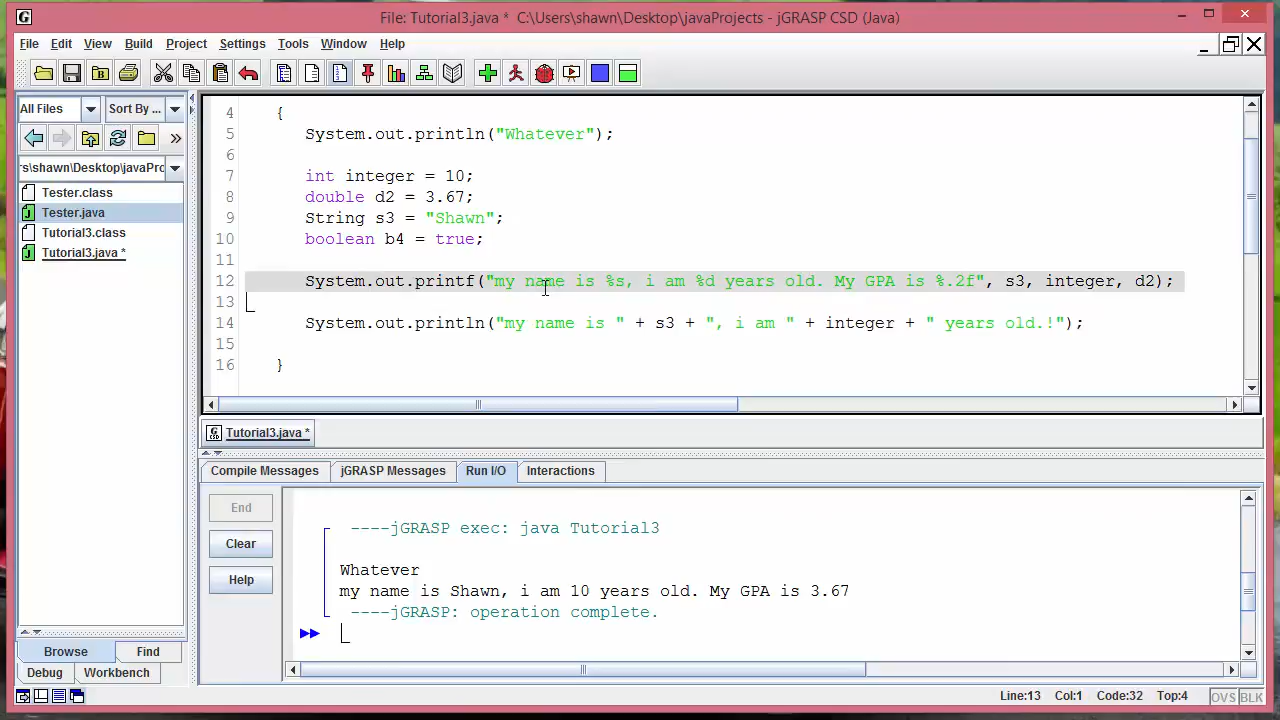 File: Tutorial3.java *  C:\Users\shawn\Desktop\javaProjects - jGRASP CSD (Java)
File Edit View Build Project Settings Tools Window Help
All Files Sort By ...
s\shawn\Desktop\javaPro
Tester.class
Tester.java
Tutorial3.class
Tutorial3.java *
Browse Find
Debug Workbench
4 {
5 System.out.println("Whatever");
6
7 int integer = 10;
8 double d2 = 3.67;
9 String s3 = "Shawn";
10 boolean b4 = true;
11
12 System.out.printf("my name is %s, i am %d years old. My GPA is %.2f", s3, integer, d2);
13
14 System.out.println("my name is " + s3 + ", i am " + integer + " years old.!");
15
16 }
Tutorial3.java *
Compile Messages jGRASP Messages Run I/O Interactions
End
Clear
Help
----jGRASP exec: java Tutorial3
Whatever
my name is Shawn, i am 10 years old. My GPA is 3.67
----jGRASP: operation complete.
Line:13 Col:1 Code:32 Top:4 OVS BLK